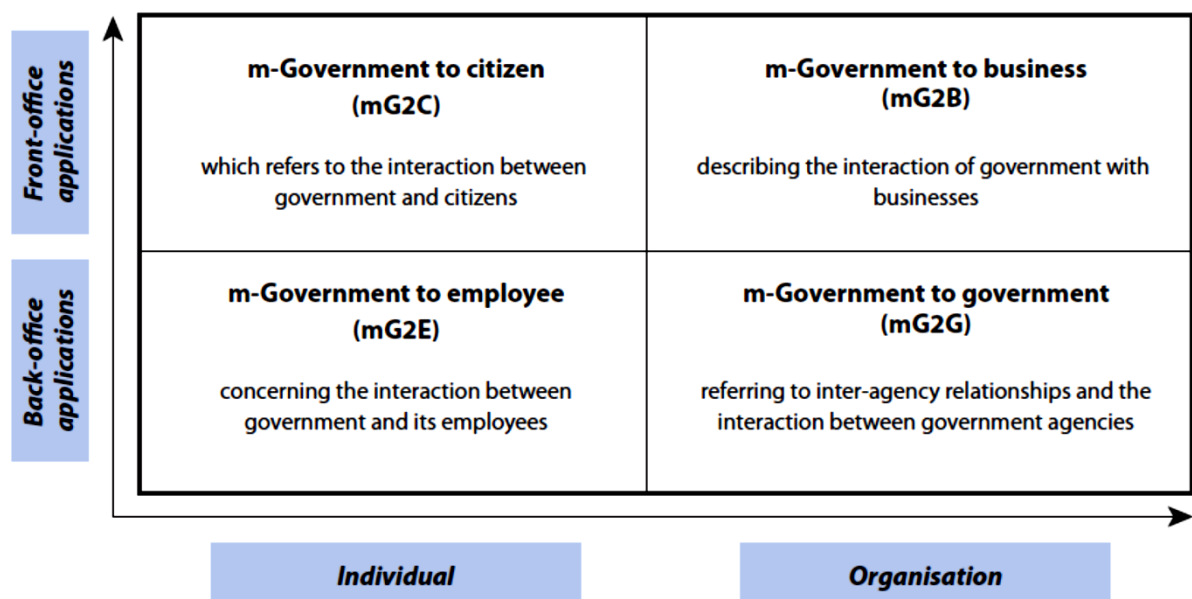 Front-office
applications
m-Government to citizen
(mG2C)
which refers to the interaction between
government and citizens
m-Government to business
(mG2B)
describing the interaction of government with
businesses
Back-office
applications
m-Government to employee
(mG2E)
concerning the interaction between
government and its employees
m-Government to government
(mG2G)
referring to inter-agency relationships and the
interaction between government agencies
Individual
Organisation